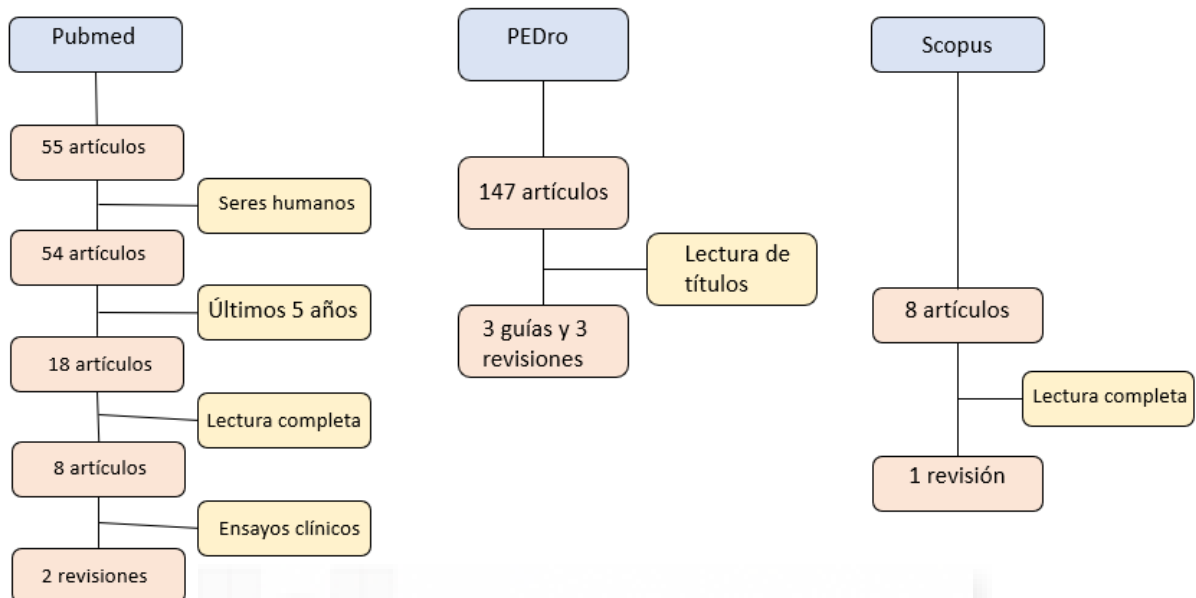 Pubmed
55 artículos
Seres humanos
54 artículos
Últimos 5 años
18 artículos
Lectura completa
8 artículos
Ensayos clínicos
2 revisiones
PEDro
147 artículos
Lectura de
títulos
3 guías y 3
revisiones
Scopus
8 artículos
Lectura completa
1 revisión